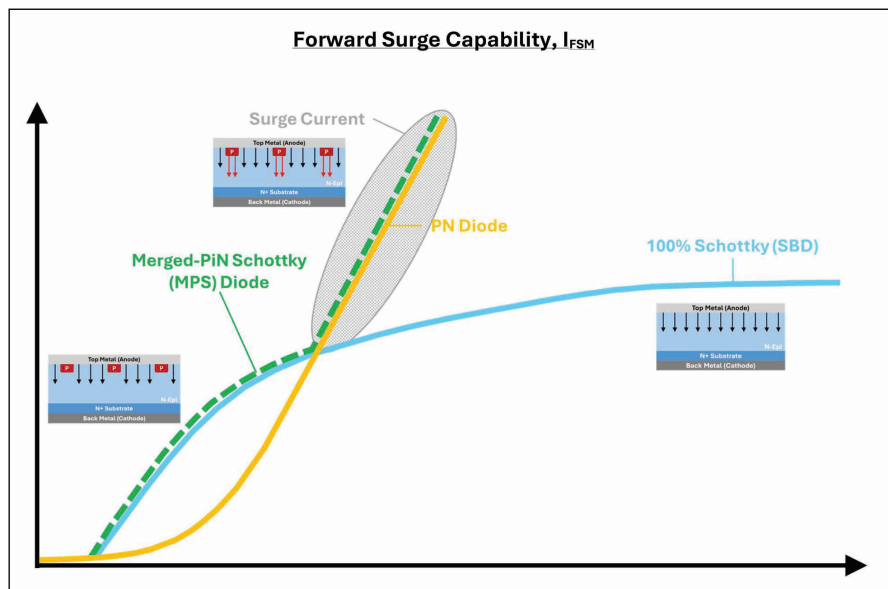 Forward Surge Capability, IFSM
Surge Current
Top Metal (Anode)
P P P
N-Epi
N+ Substrate
Back Metal (Cathode)
PN Diode
Merged-PiN Schottky
(MPS) Diode
100% Schottky (SBD)
Top Metal (Anode)
N-Epi
N+ Substrate
Back Metal (Cathode)
Top Metal (Anode)
P P P
N-Epi
N+ Substrate
Back Metal (Cathode)